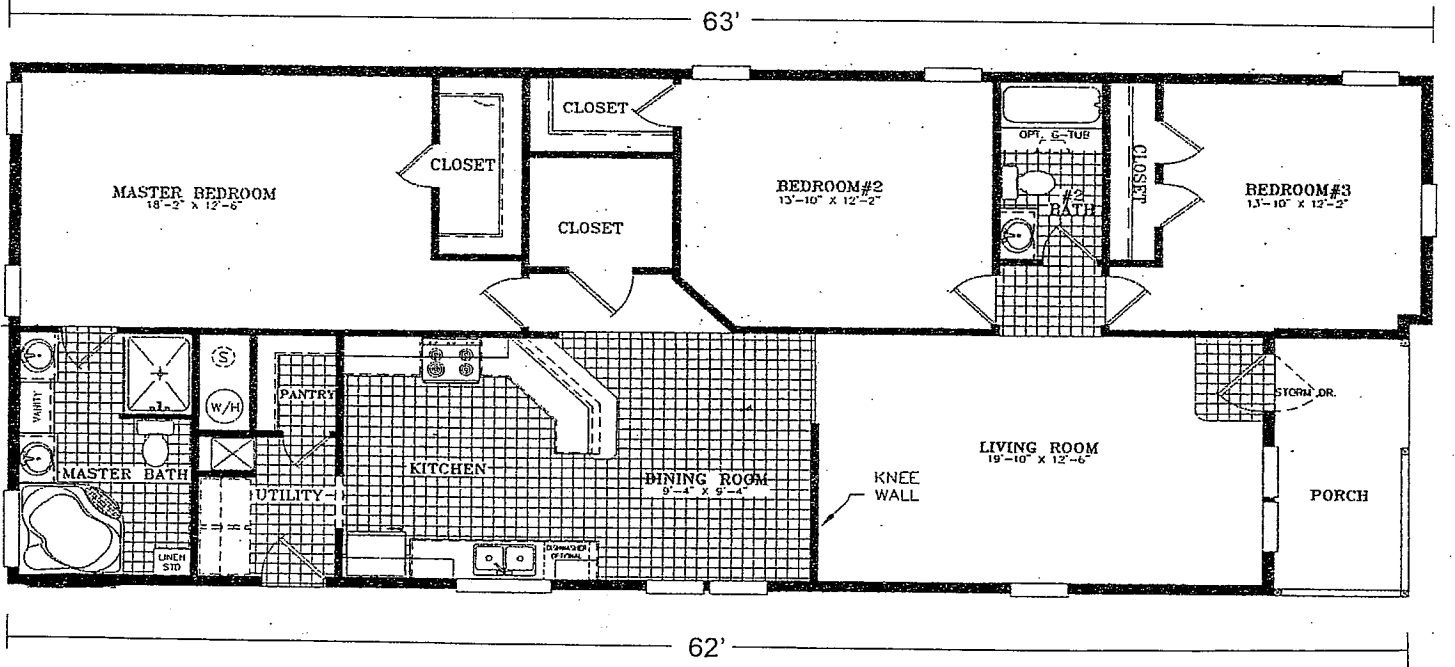 63'
CLOSET
CLOSET
MASTER BEDROOM
18'-2" X 12'-6"
CLOSET
BEDROOM#2
13'-10" X 12'-2"
OPT. G-TUB
#2
BATH
CLOSET
BEDROOM#3
13'-10" X 12'-2"
S
W/H
PANTRY
VANITY
MASTER BATH
UTILITY
LINEN
STD
KITCHEN
DINING ROOM
9'-4" X 9'-4"
DISHWASHER
OPTIONAL
KNEE
WALL
LIVING ROOM
19'-10" X 12'-6"
STORM DR.
PORCH
62'